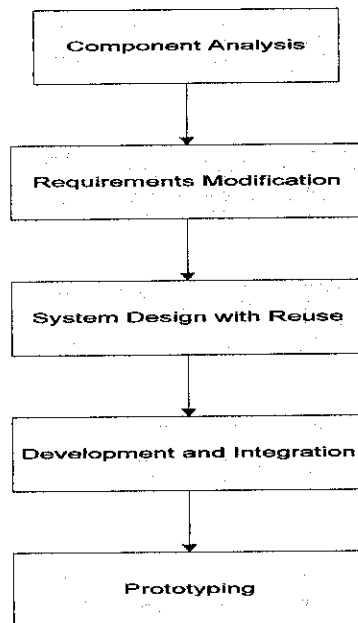 Component Analysis
Requirements Modification
System Design with Reuse
Development and Integration
Prototyping